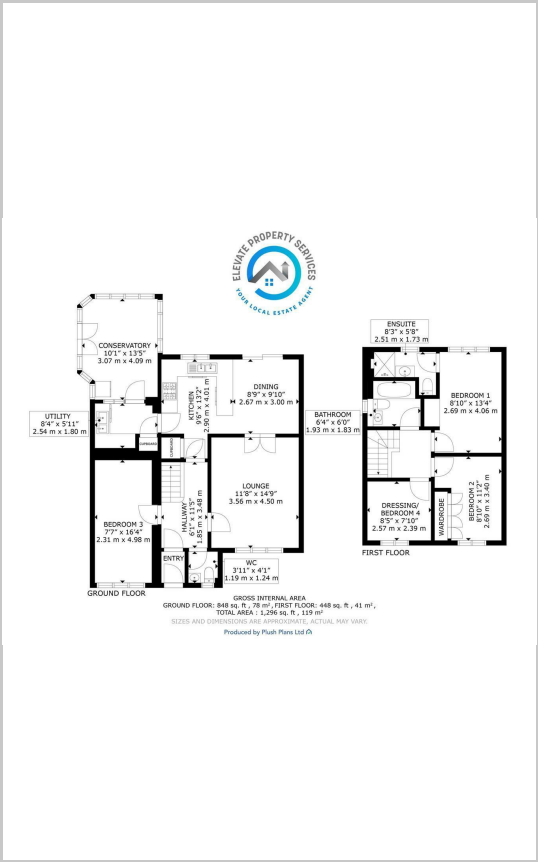 ELEVATE PROPERTY SERVICES
YOUR LOCAL ESTATE AGENT
CONSERVATORY
10'1" x 13'5"
3.07 m x 4.09 m
UTILITY
8'4" x 5'11"
2.54 m x 1.80 m
CUPBOARD
CUPBOARD
KITCHEN
9'6" x 13'2"
2.90 m x 4.01 m
DINING
8'9" x 9'10"
2.67 m x 3.00 m
LOUNGE
11'8" x 14'9"
3.56 m x 4.50 m
HALLWAY
6'1" x 11'5"
1.85 m x 3.48 m
BEDROOM 3
7'7" x 16'4"
2.31 m x 4.98 m
ENTRY
WC
3'11" x 4'1"
1.19 m x 1.24 m
GROUND FLOOR
ENSUITE
8'3" x 5'8"
2.51 m x 1.73 m
BEDROOM 1
8'10" x 13'4"
2.69 m x 4.06 m
BATHROOM
6'4" x 6'0"
1.93 m x 1.83 m
BEDROOM 2
8'10" x 11'2"
2.69 m x 3.40 m
WARDROBE
DRESSING/
BEDROOM 4
8'5" x 7'10"
2.57 m x 2.39 m
FIRST FLOOR
GROSS INTERNAL AREA
GROUND FLOOR: 848 sq. ft , 78 m², FIRST FLOOR: 448 sq. ft , 41 m² ,
TOTAL AREA : 1,296 sq. ft , 119 m²
SIZES AND DIMENSIONS ARE APPROXIMATE, ACTUAL MAY VARY.
Produced by Plush Plans Ltd